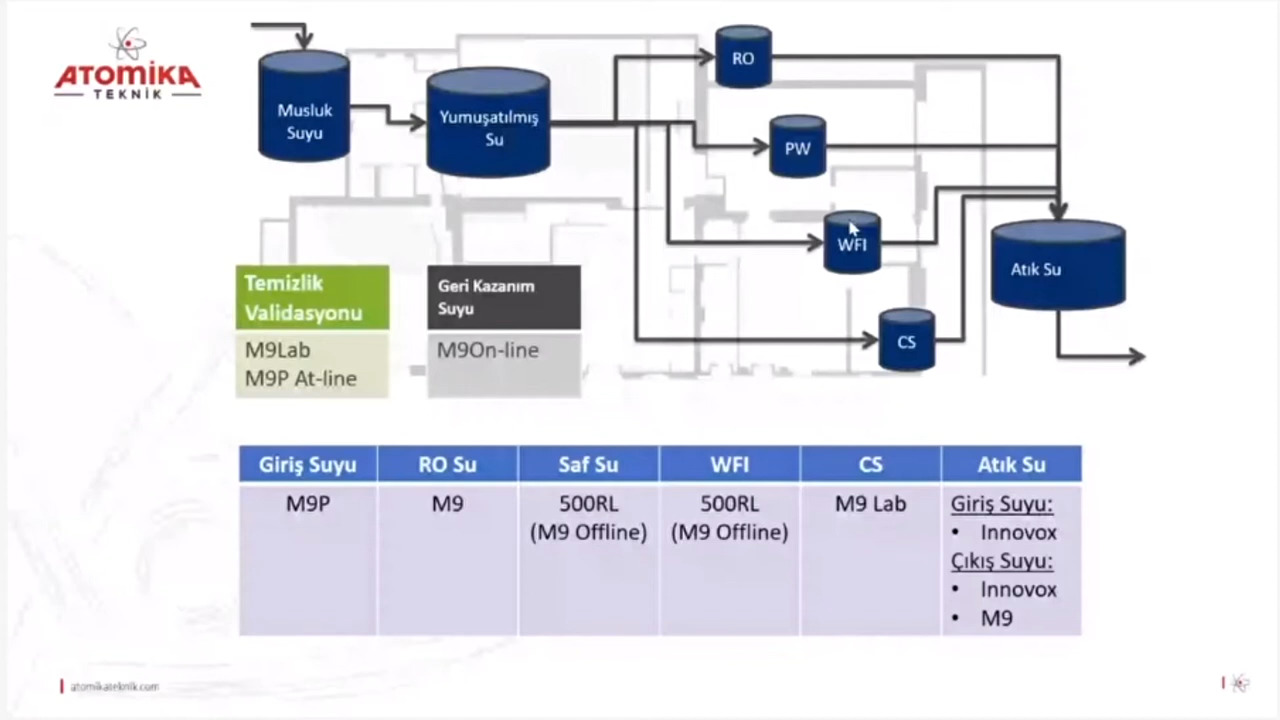 ATOMİKA
TEKNİK
Musluk
Suyu
Yumuşatılmış
Su
RO
PW
WFI
CS
Atık Su
Temizlik
Validasyonu
M9Lab
M9P At-line
Geri Kazanım
Suyu
M9On-line
Giriş Suyu
RO Su
Saf Su
WFI
CS
Atık Su
M9P
M9
500RL
(M9 Offline)
500RL
(M9 Offline)
M9 Lab
Giriş Suyu:
• Innovox
Çıkış Suyu:
• Innovox
• M9
atomikateknik.com